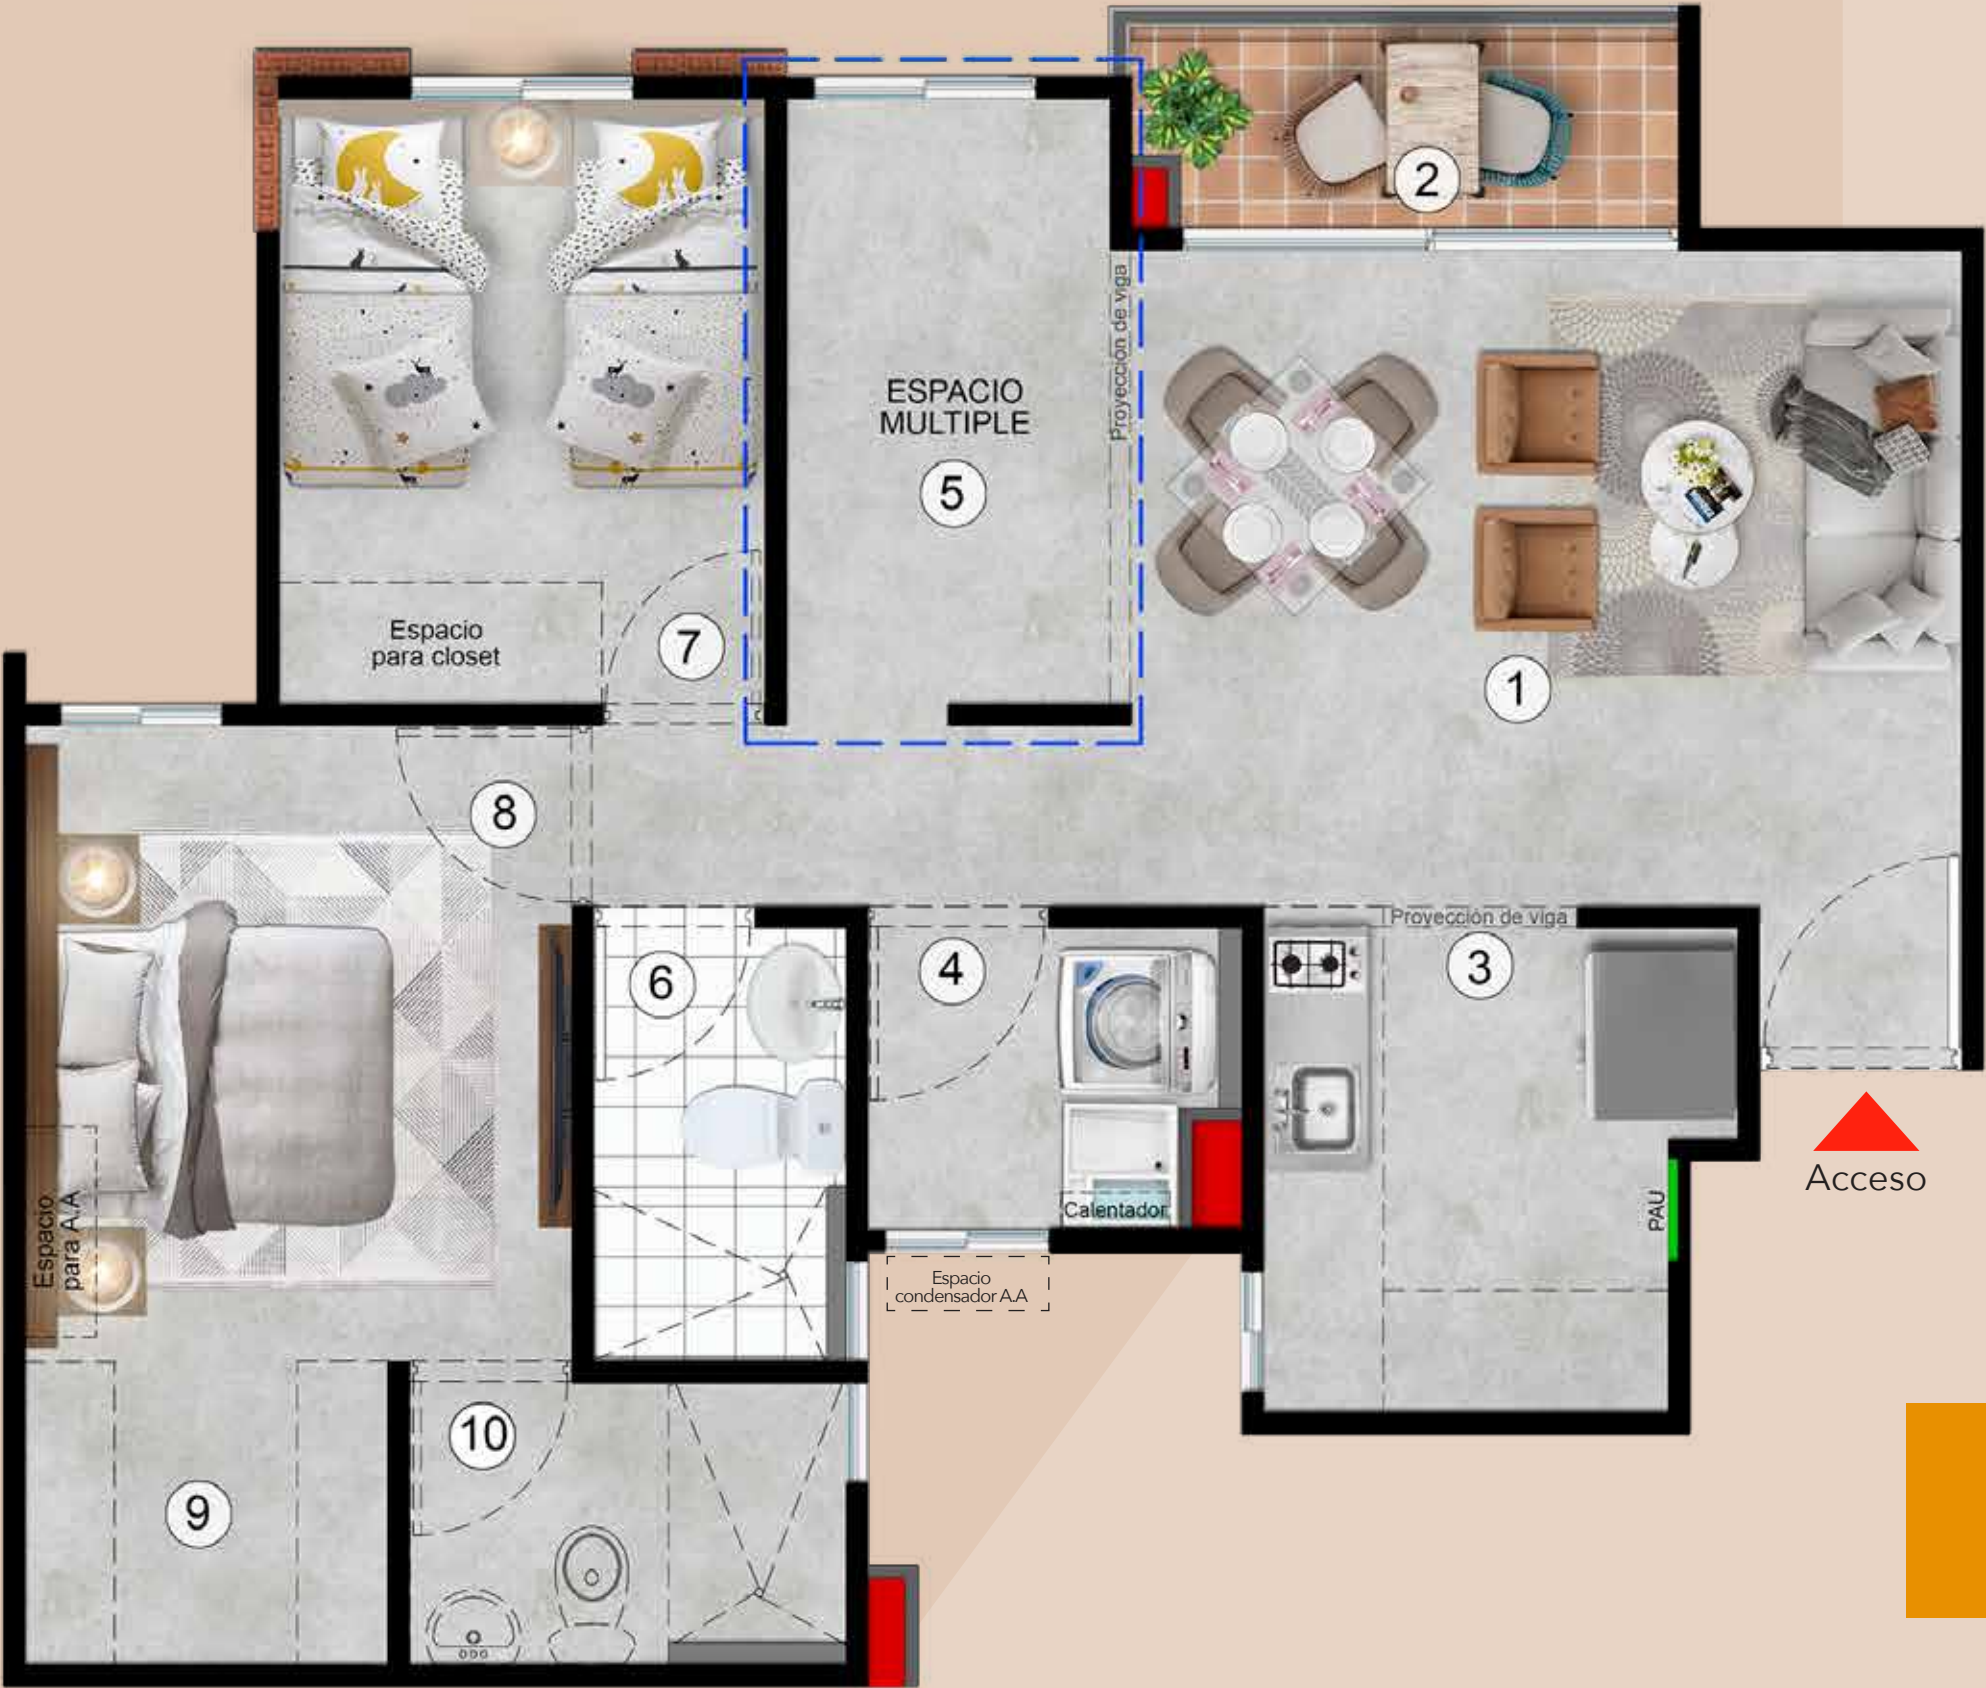 2
Proyección de viga
ESPACIO
MULTIPLE
5
Espacio
para closet
7
1
8
Proyección de viga
6
4
3
Acceso
Espacio
para A.A
Calentador
PAU
Espacio
condensador A.A
10
9